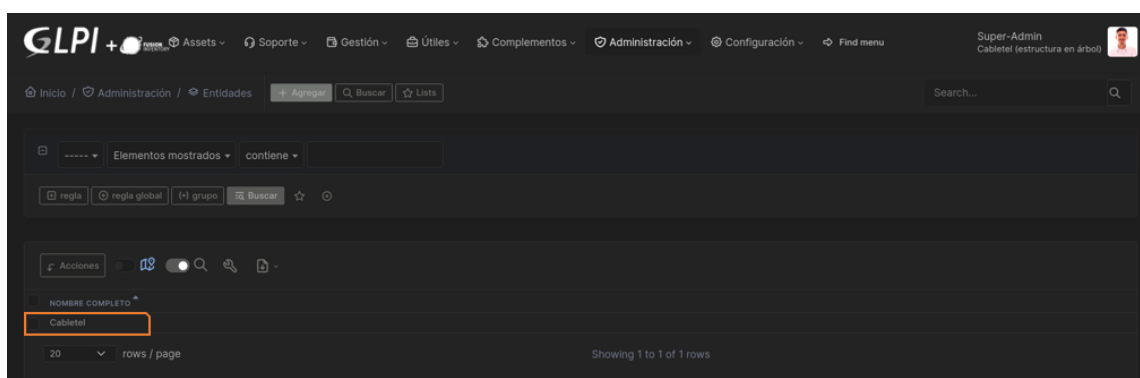 GLPI + FUSION INVENTORY Assets Soporte Gestión Útiles Complementos Administración Configuración Find menu Super-Admin
Cabletel (estructura en árbol)
Inicio / Administración / Entidades + Agregar Buscar Lists Search...
----- Elementos mostrados contiene
regla regla global grupo Buscar
Acciones
NOMBRE COMPLETO
Cabletel
20 rows / page Showing 1 to 1 of 1 rows